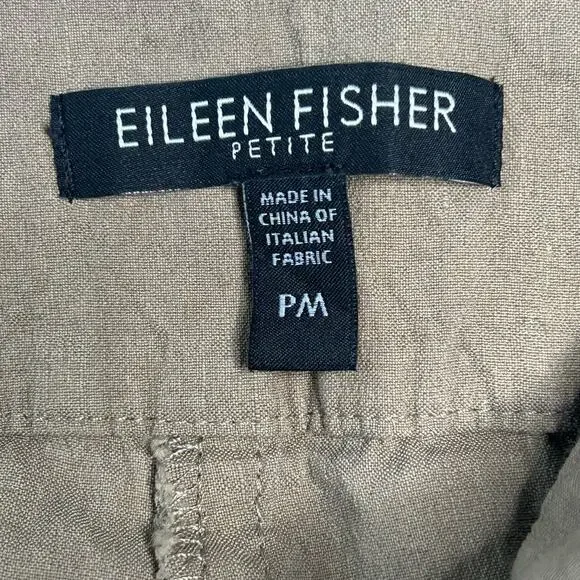 EILEEN FISHER
PETITE
MADE IN
CHINA OF
ITALIAN
FABRIC
PM